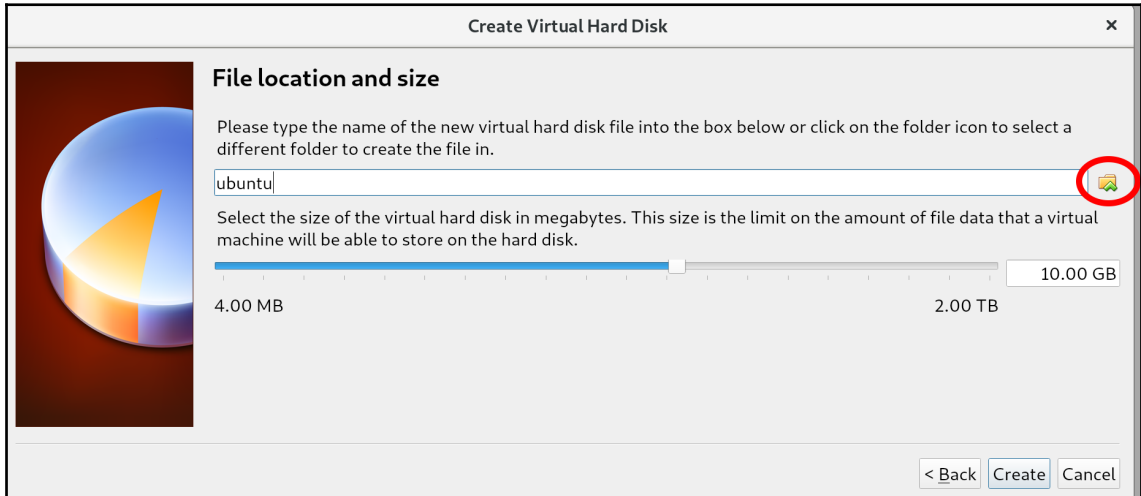 Create Virtual Hard Disk
File location and size
Please type the name of the new virtual hard disk file into the box below or click on the folder icon to select a
different folder to create the file in.
ubuntu
Select the size of the virtual hard disk in megabytes. This size is the limit on the amount of file data that a virtual
machine will be able to store on the hard disk.
10.00 GB
4.00 MB 2.00 TB
< Back Create Cancel